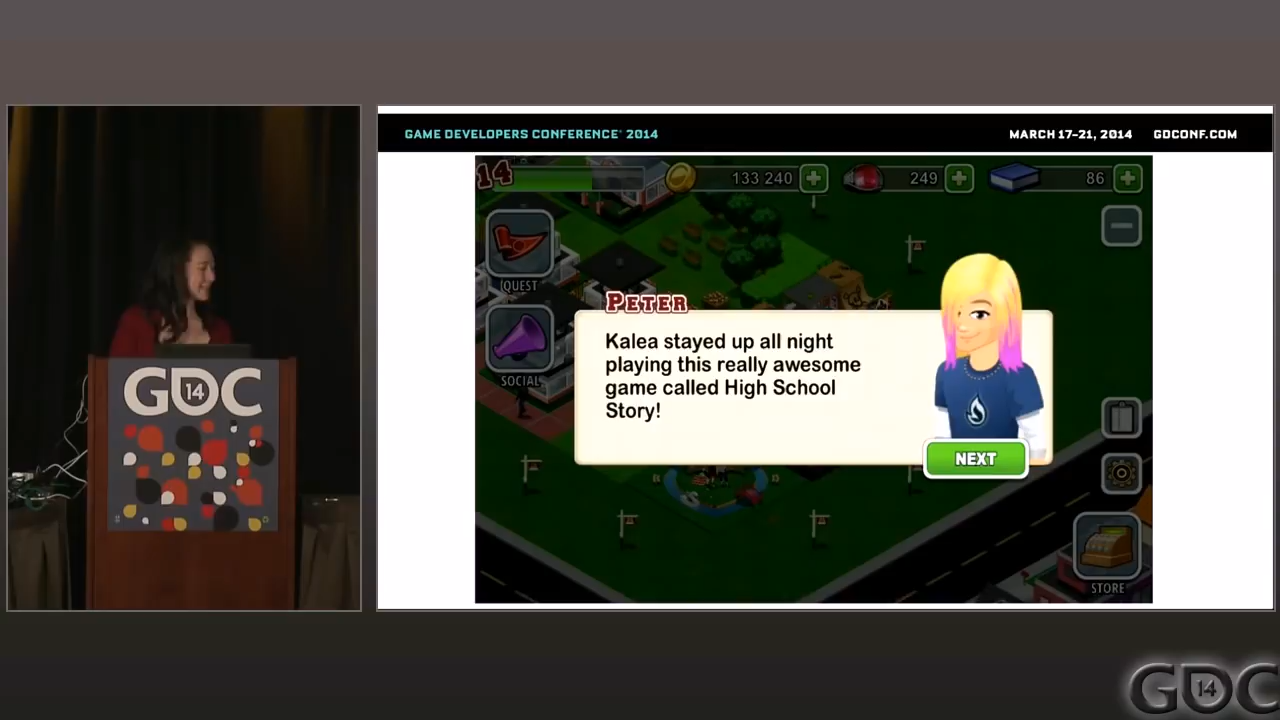 GAME DEVELOPERS CONFERENCE® 2014
MARCH 17-21, 2014 GDCONF.COM
14
133 240
249
86
QUEST
PETER
Kalea stayed up all night
playing this really awesome
game called High School
Story!
SOCIAL
NEXT
STORE
GDC
14
GDC
14